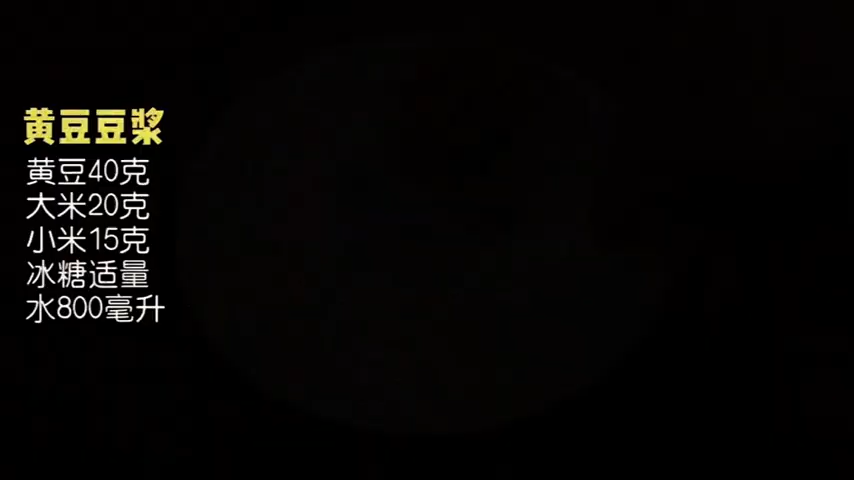 黄豆豆浆
黄豆40克
大米20克
小米15克
冰糖适量
水800毫升